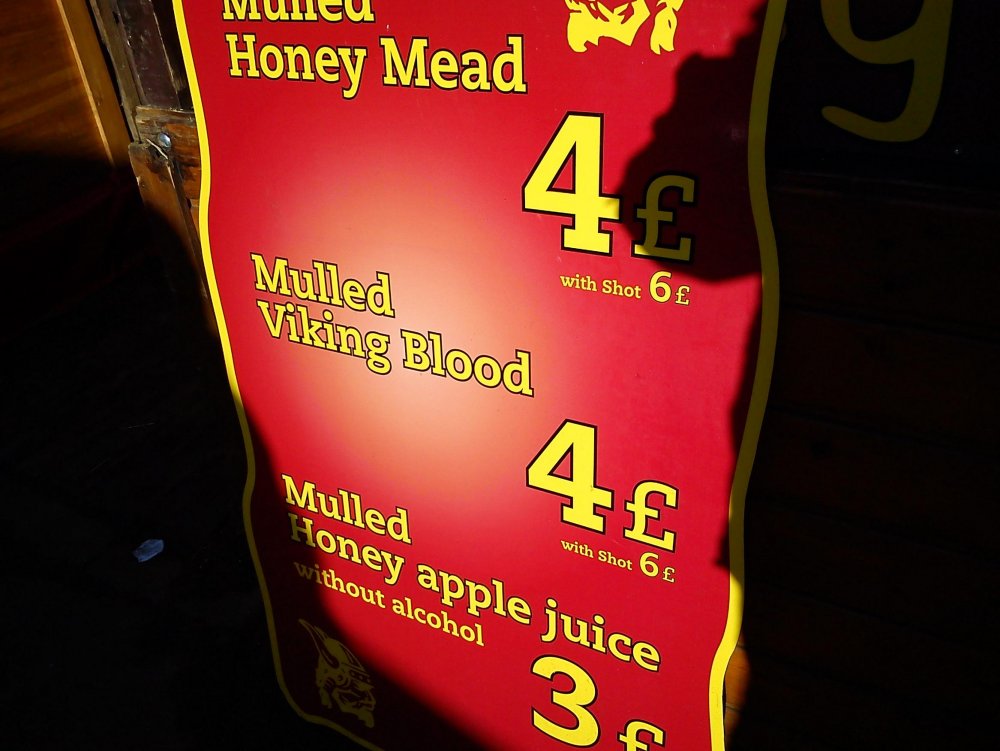 Mulled
Honey Mead
4£
with Shot 6£
Mulled
Viking Blood
4£
with Shot 6£
Mulled
Honey apple juice
without alcohol
3£